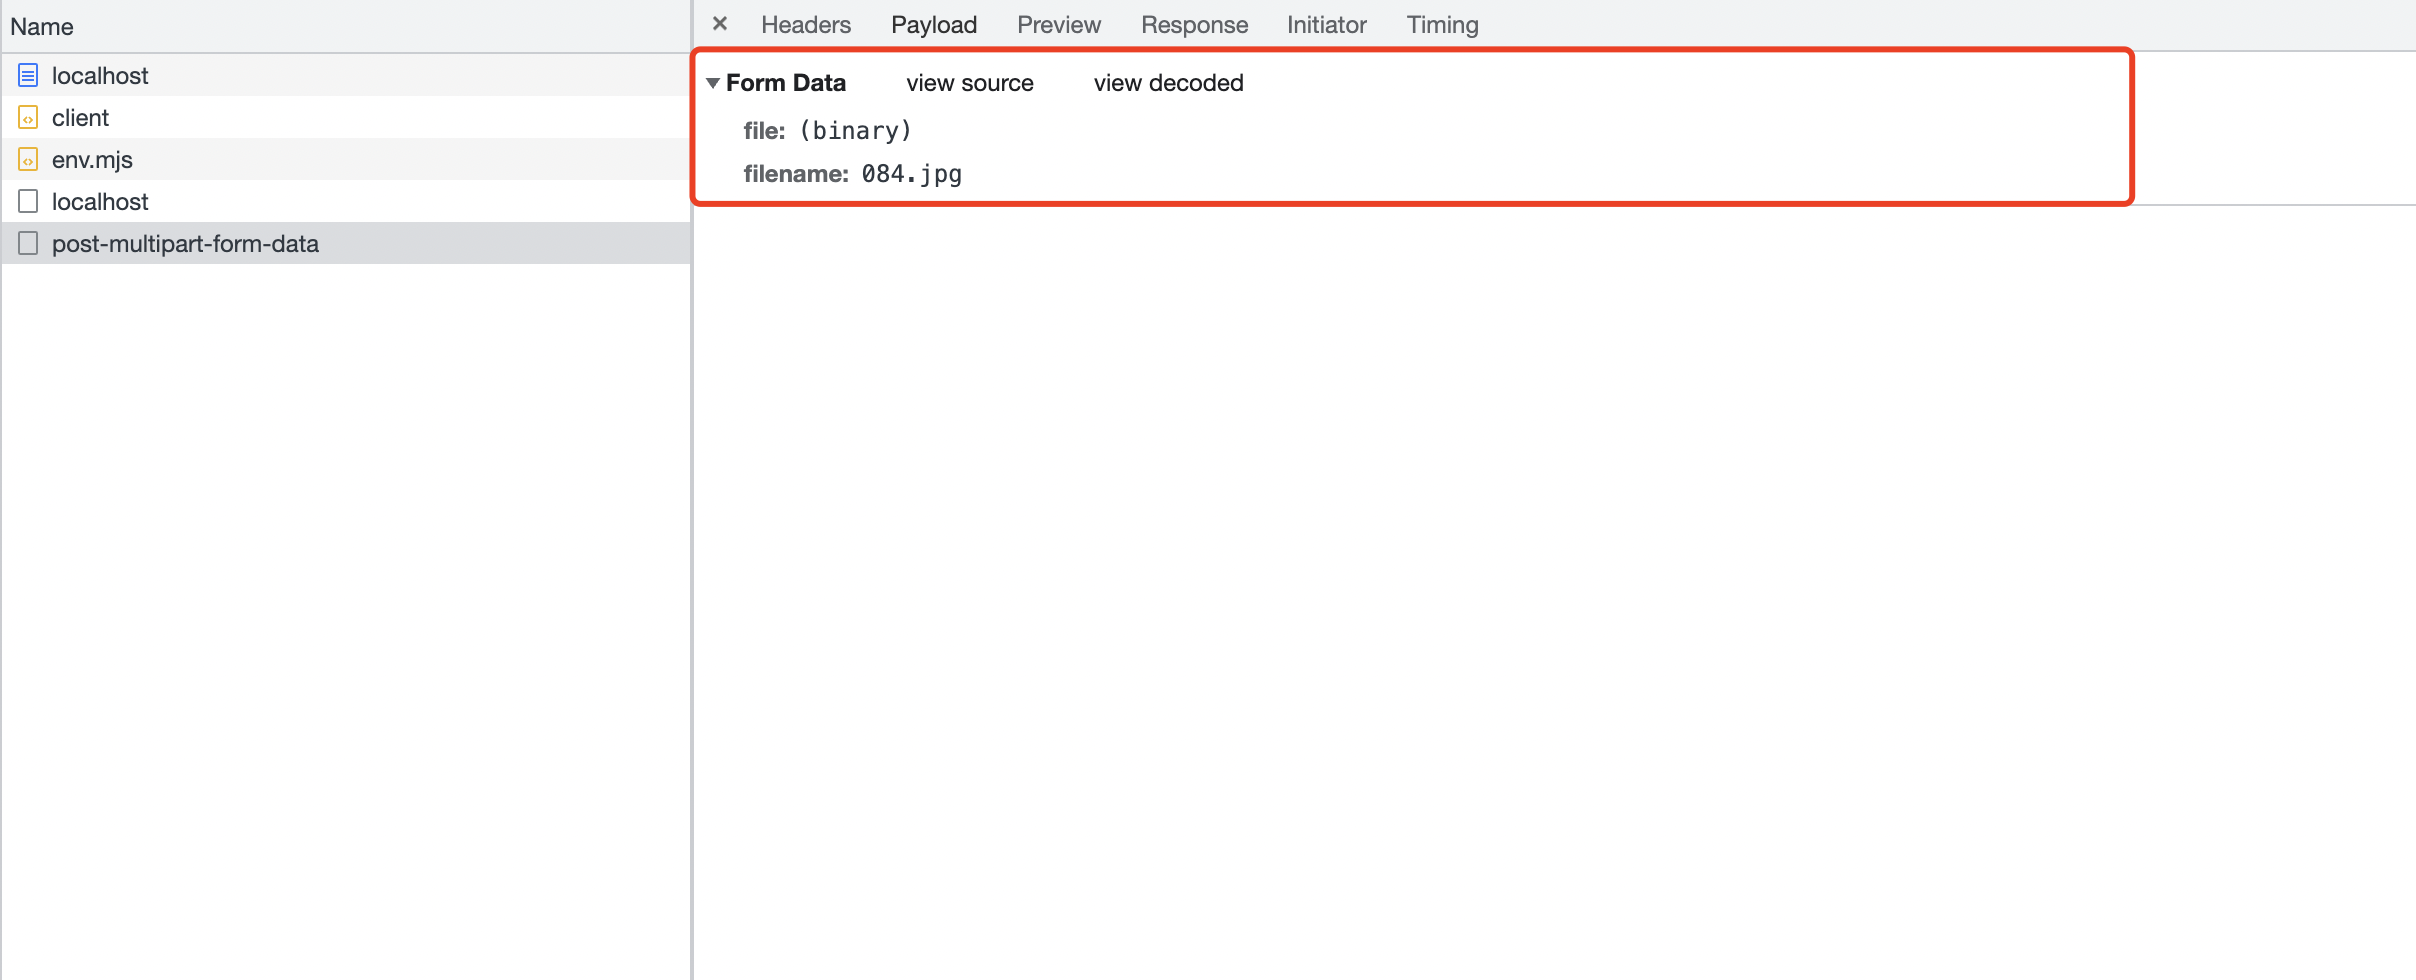 Name
localhost
client
env.mjs
localhost
post-multipart-form-data
× Headers Payload Preview Response Initiator Timing
Form Data view source view decoded
file: (binary)
filename: 084.jpg